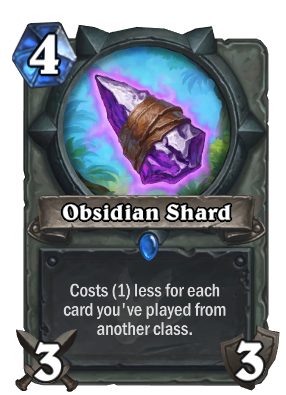 4
Obsidian Shard
Costs (1) less for each
card you've played from
another class.
3
3